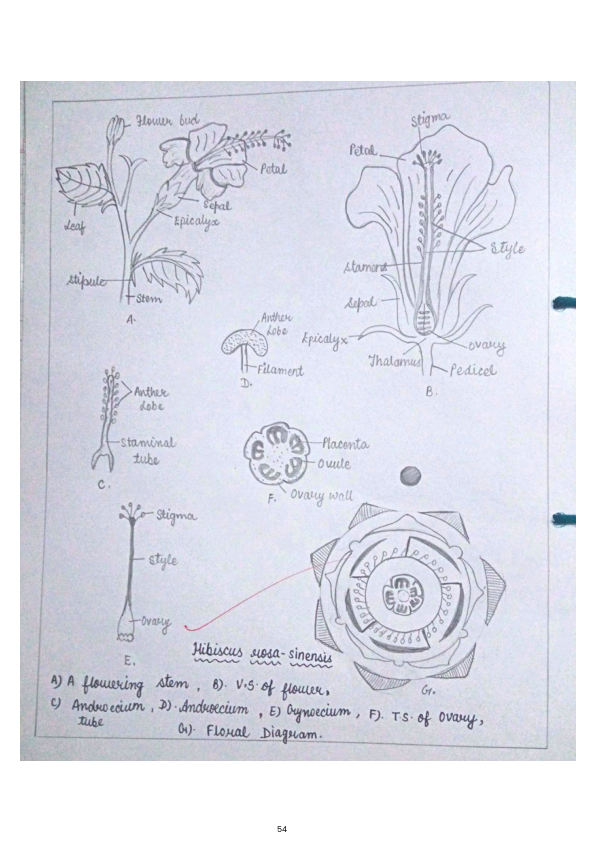 Flower bud
Petal
Sepal
Epicalyx
Leaf
Stipule
Stem
A.
Stigma
Petal
Style
Stamens
Sepal
Epicalyx
Ovary
Thalamus
Pedicel
B.
Anther
Lobe
Filament
D.
Anther
Lobe
Staminal
tube
C.
Placenta
Ovule
Ovary wall
F.
Stigma
Style
Ovary
E.
G.
Hibiscus rosa-sinensis
A) A flowering stem, B). V.S. of flower,
C) Androecium, D). Androecium, E) Gynoecium, F). T.S. of Ovary,
tube
G). Floral Diagram.
54